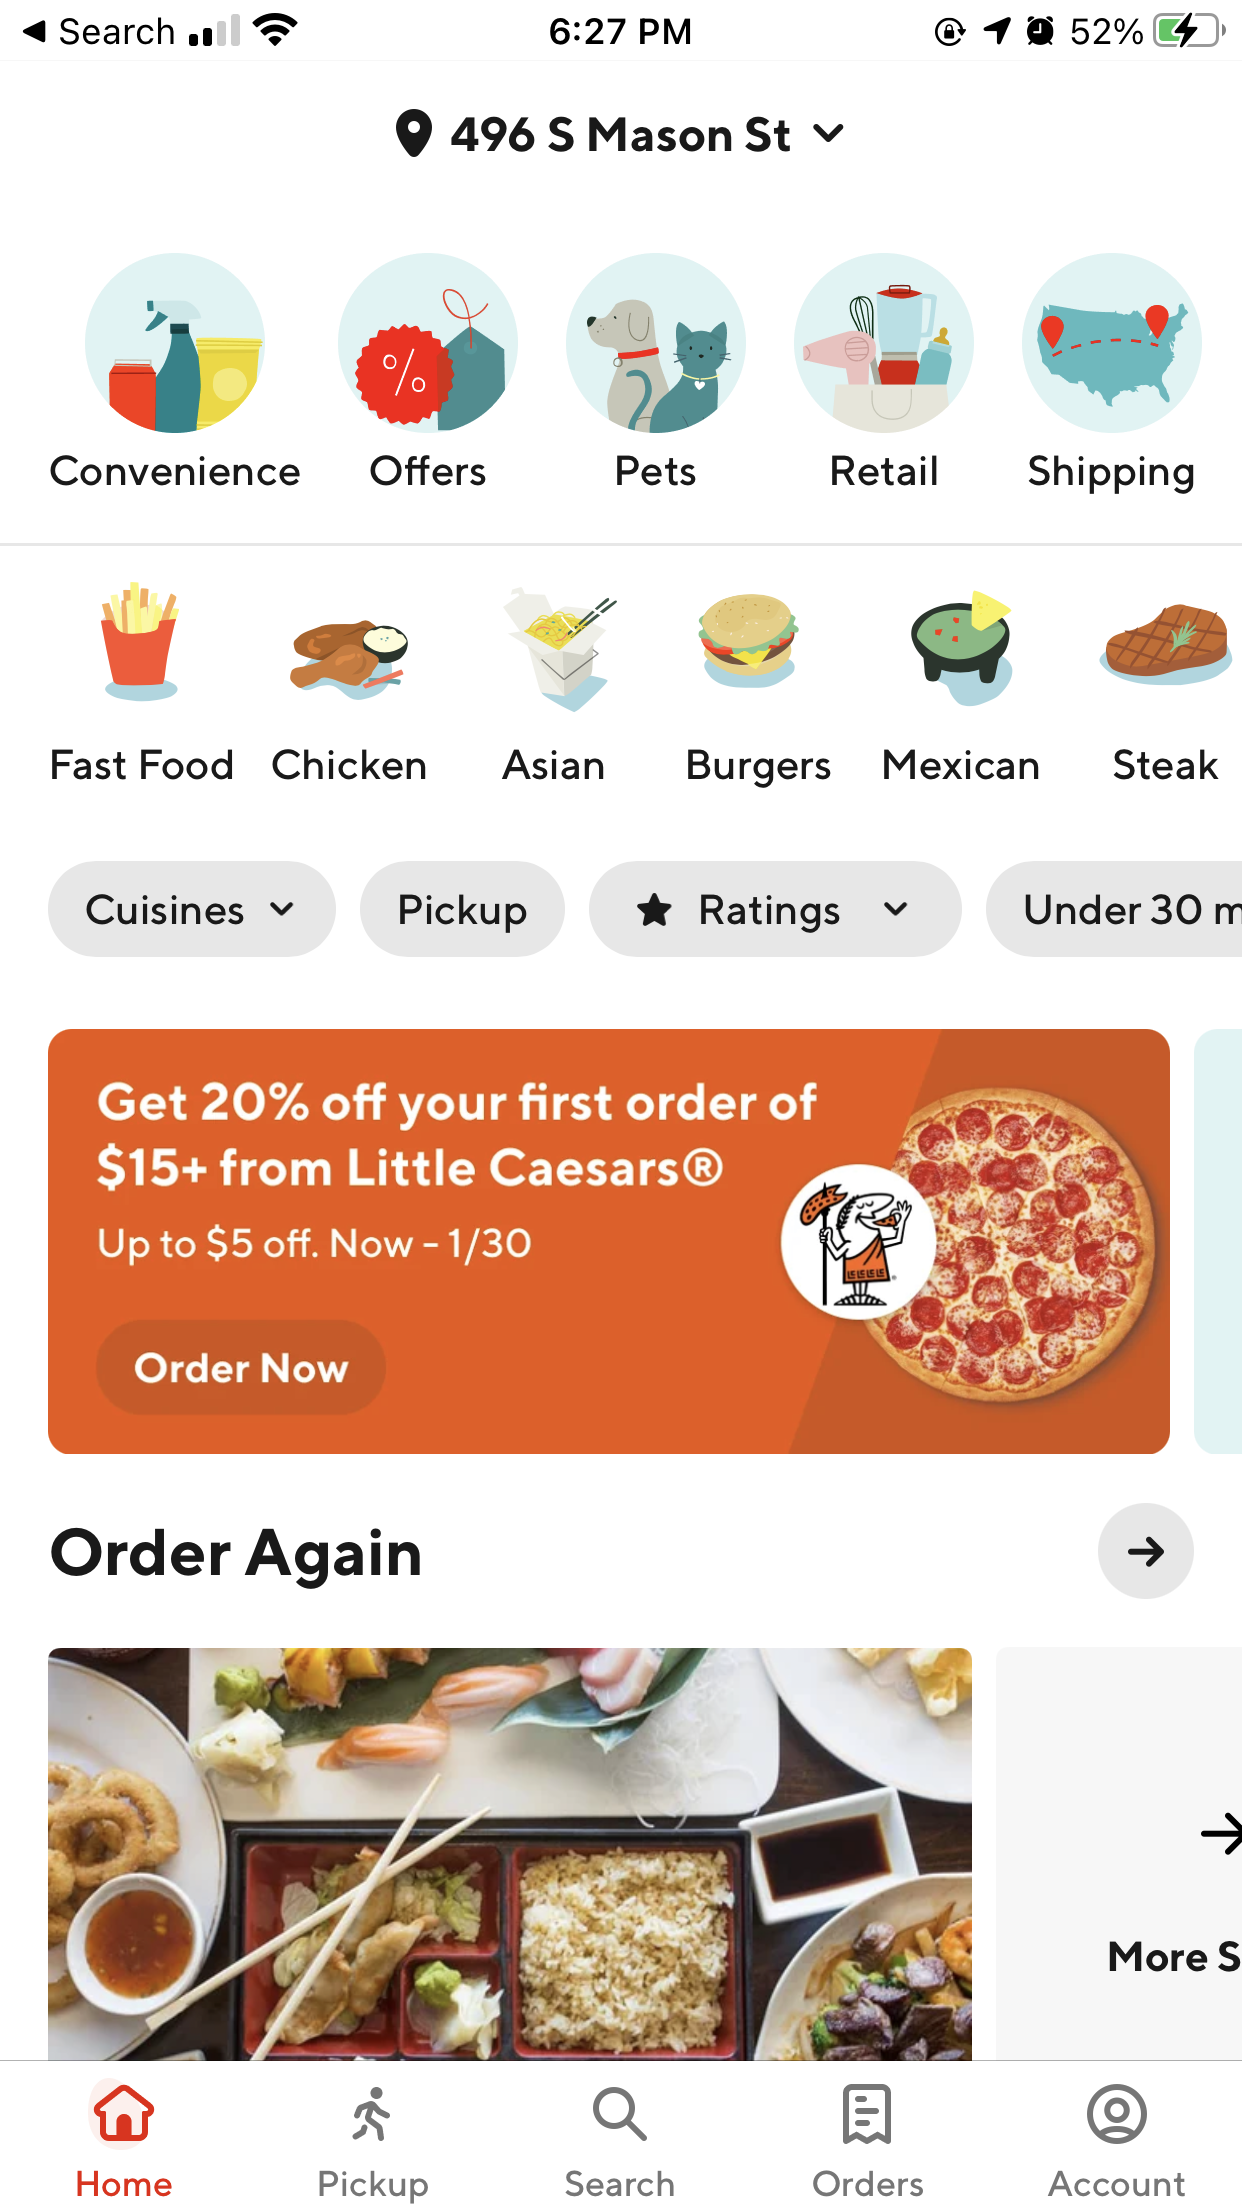 Search
6:27 PM
52%
496 S Mason St
Convenience
Offers
Pets
Retail
Shipping
Fast Food
Chicken
Asian
Burgers
Mexican
Steak
Cuisines
Pickup
Ratings
Under 30 m
%
Get 20% off your first order of
$15+ from Little Caesars®
Up to $5 off. Now - 1/30
Order Now
Order Again
More S
Home
Pickup
Search
Orders
Account